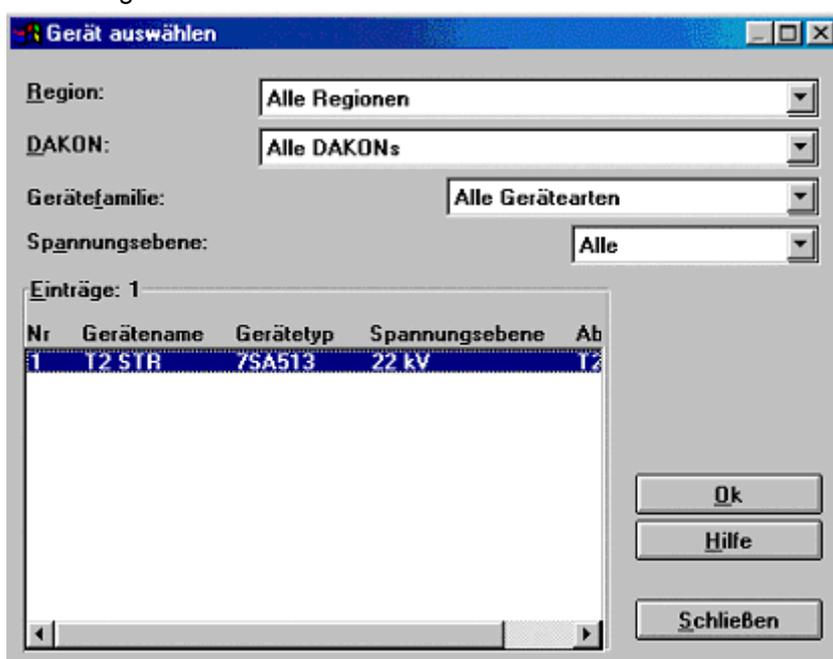 Gerät auswählen
Region: Alle Regionen
DAKON: Alle DAKONs
Gerätefamilie: Alle Gerätearten
Spannungsebene: Alle
Einträge: 1
Nr Gerätename Gerätetyp Spannungsebene Ab
1 T2 STR 7SA513 22 kV T2
Ok
Hilfe
Schließen